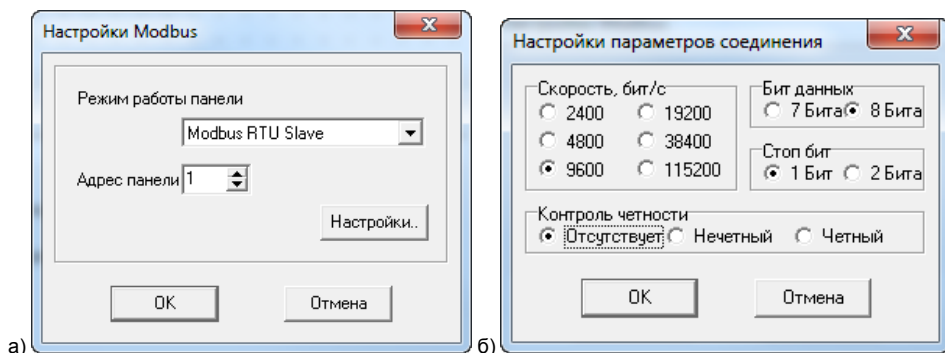 Настройки Modbus
Режим работы панели
Modbus RTU Slave
Адрес панели 1
Настройки..
OK Отмена
а)
Настройки параметров соединения
Скорость, бит/с
2400 19200
4800 38400
9600 115200
Бит данных
7 Бита 8 Бита
Стоп бит
1 Бит 2 Бита
Контроль четности
Отсутствует Нечетный Четный
OK Отмена
б)